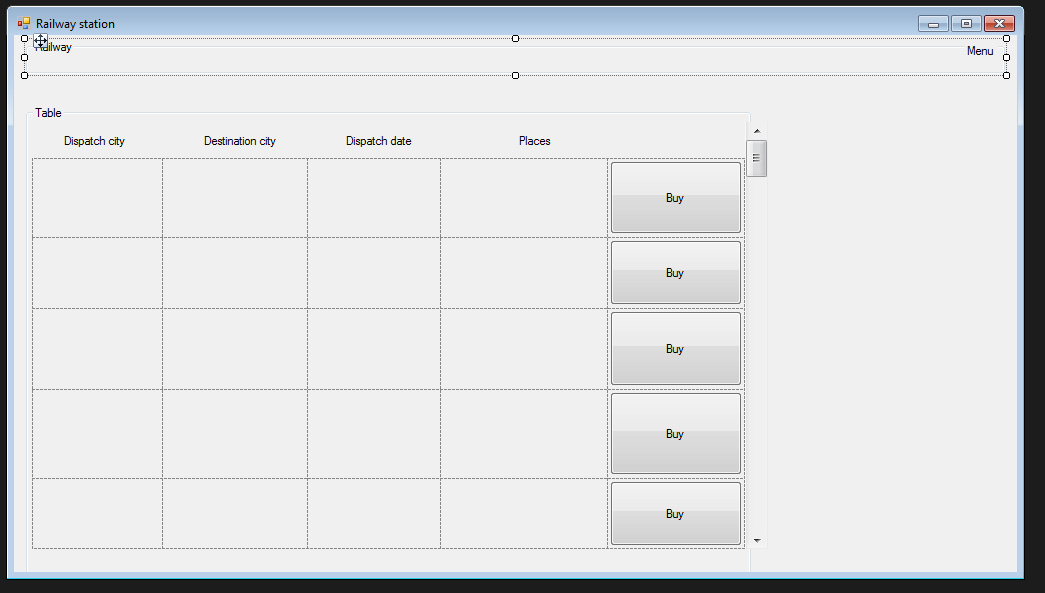 Railway station
Railway
Menu
Table
Dispatch city Destination city Dispatch date Places
Buy
Buy
Buy
Buy
Buy